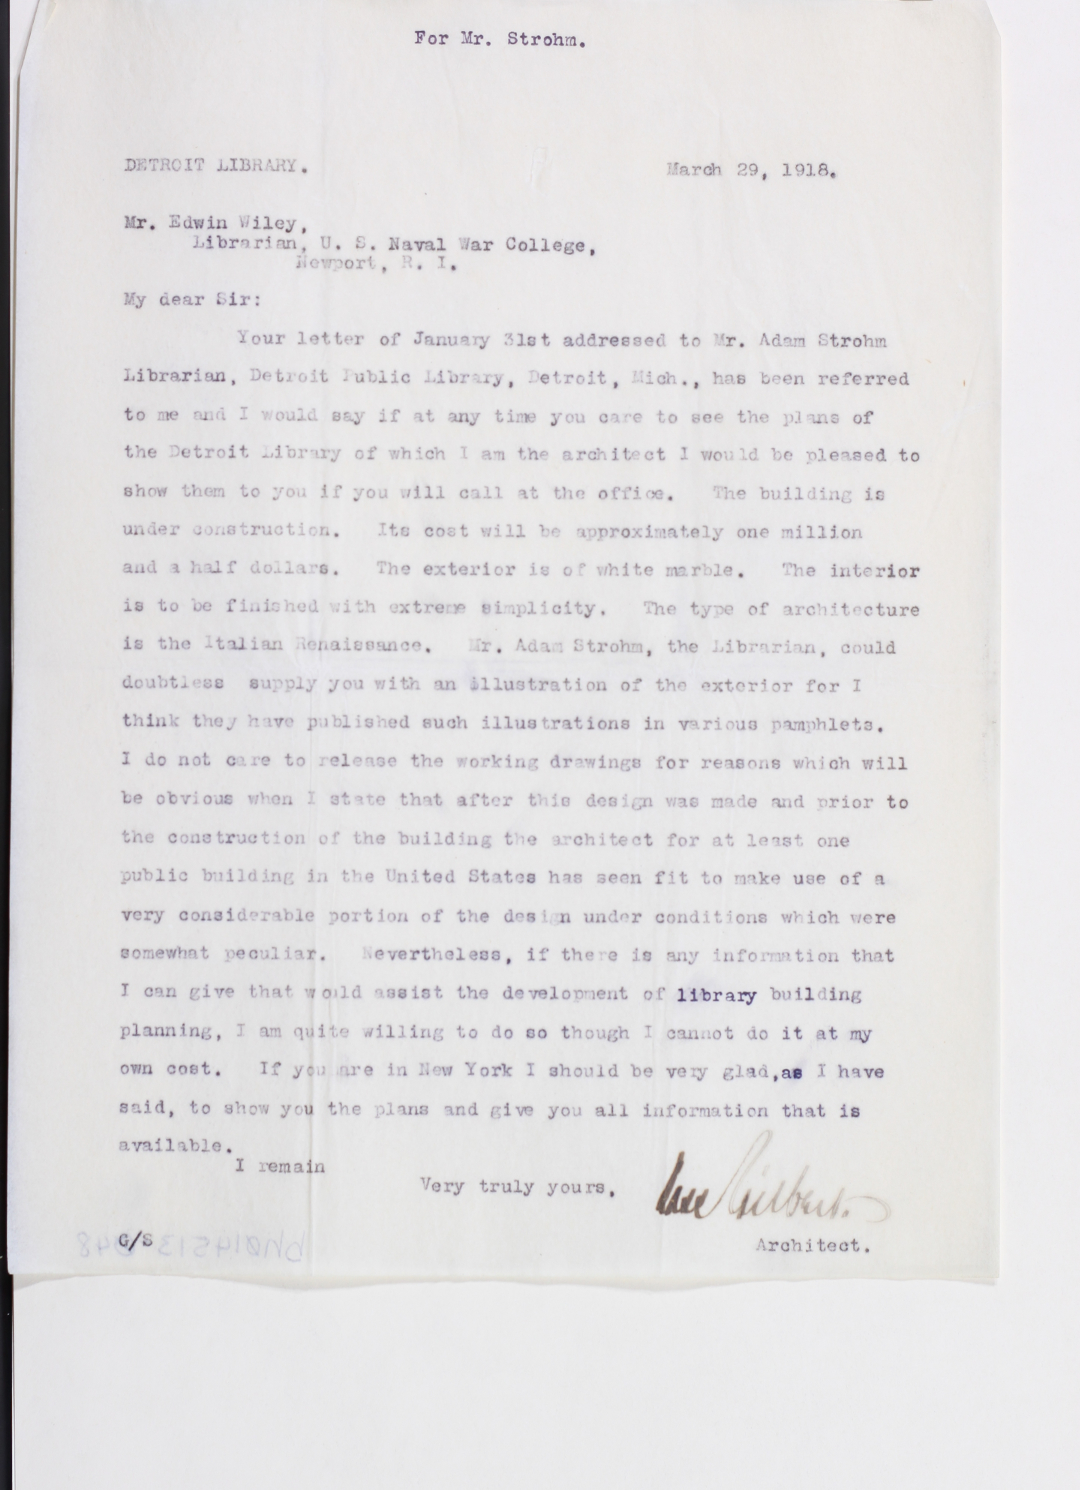 For Mr. Strohm.
DETROIT LIBRARY.
March 29, 1918.
Mr. Edwin Wiley,
Librarian, U. S. Naval War College,
Newport, R. I.
My dear Sir:
Your letter of January 31st addressed to Mr. Adam Strohm
Librarian, Detroit Public Library, Detroit, Mich., has been referred
to me and I would say if at any time you care to see the plans of
the Detroit Library of which I am the architect I would be pleased to
show them to you if you will call at the office. The building is
under construction. Its cost will be approximately one million
and a half dollars. The exterior is of white marble. The interior
is to be finished with extreme simplicity. The type of architecture
is the Italian Renaissance. Mr. Adam Strohm, the Librarian, could
doubtless supply you with an illustration of the exterior for I
think they have published such illustrations in various pamphlets.
I do not care to release the working drawings for reasons which will
be obvious when I state that after this design was made and prior to
the construction of the building the architect for at least one
public building in the United States has seen fit to make use of a
very considerable portion of the design under conditions which were
somewhat peculiar. Nevertheless, if there is any information that
I can give that would assist the development of library building
planning, I am quite willing to do so though I cannot do it at my
own cost. If you are in New York I should be very glad,as I have
said, to show you the plans and give you all information that is
available.
I remain
Very truly yours,
Cass Gilbert.
Architect.
G/S